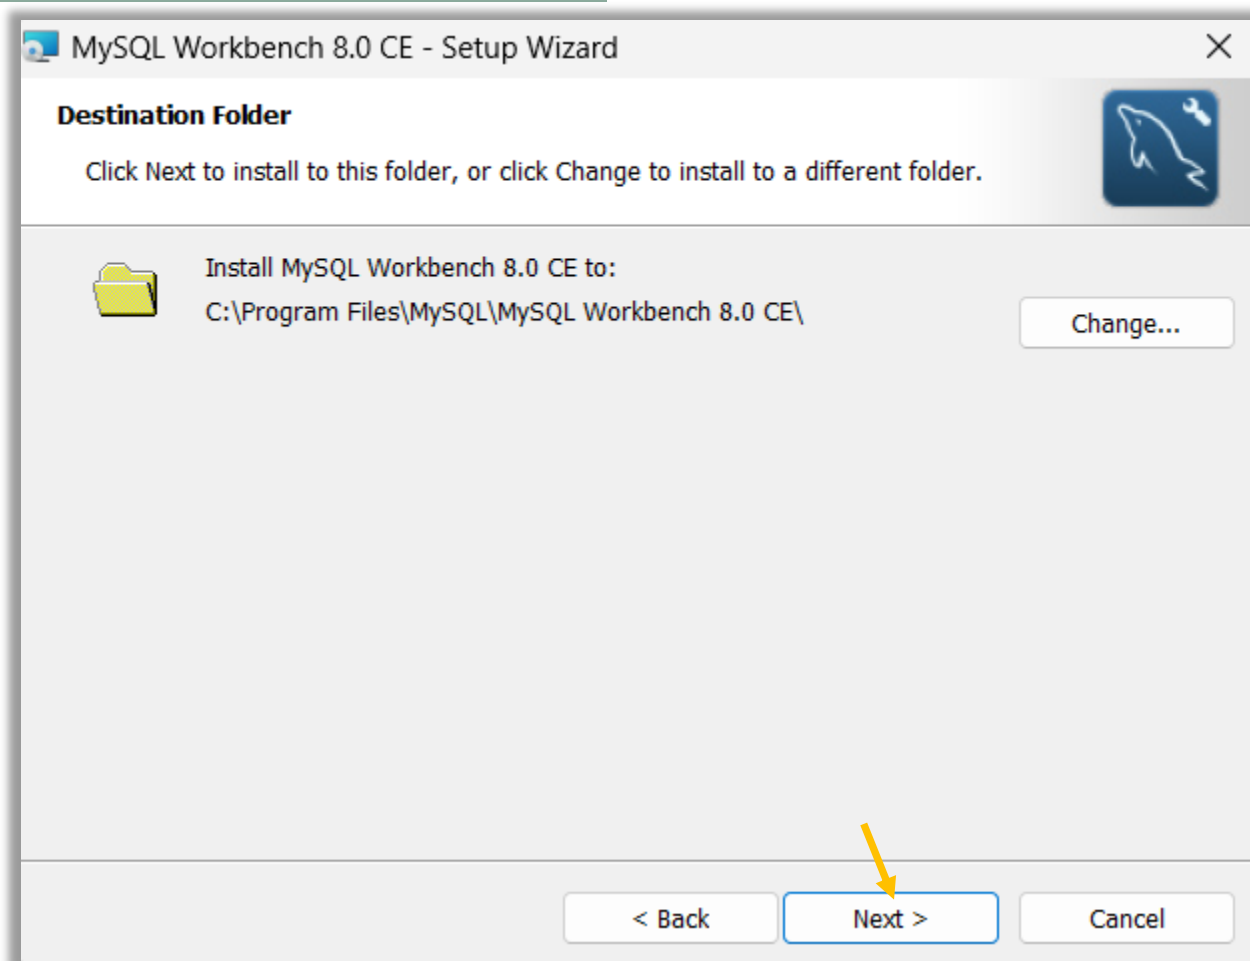 MySQL Workbench 8.0 CE - Setup Wizard
Destination Folder
Click Next to install to this folder, or click Change to install to a different folder.
Install MySQL Workbench 8.0 CE to:
C:\Program Files\MySQL\MySQL Workbench 8.0 CE\
Change...
< Back
Next >
Cancel